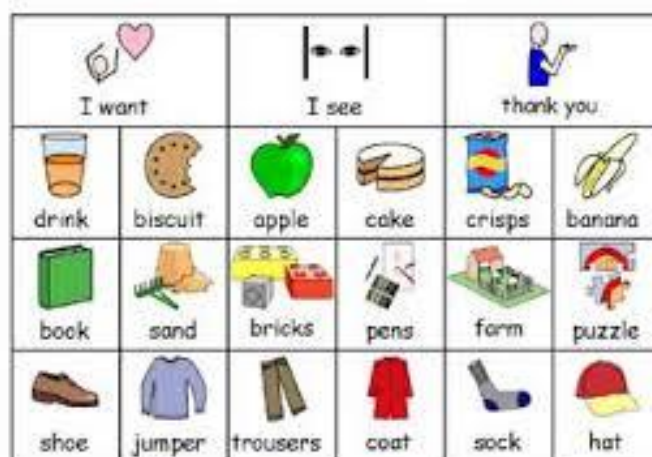 I want I see thank you
drink biscuit apple cake crisps banana
book sand bricks pens farm puzzle
shoe jumper trousers coat sock hat